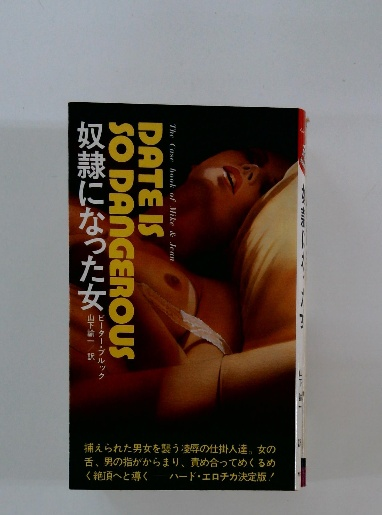 The Case book of Mike & Jean
DATE IS
SO DANGEROUS
奴隷になった女
ピーター・ブルック
山下諭一／訳
捕えられた男女を襲う凌辱の仕掛人達。女の
舌、男の指がからまり、責め合ってめくるめ
く絶頂へと導く——ハード・エロチカ決定版！